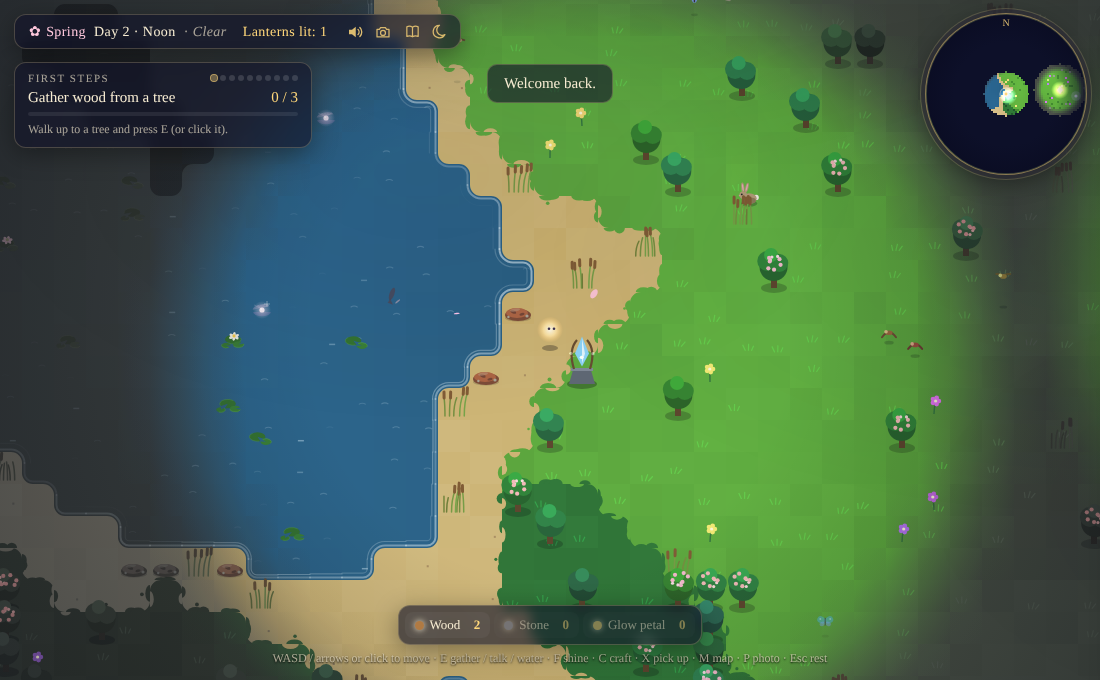 ✿ Spring Day 2 · Noon · Clear Lanterns lit: 1
FIRST STEPS
Gather wood from a tree 0 / 3
Walk up to a tree and press E (or click it).
Welcome back.
N
Wood 2 Stone 0 Glow petal 0
WASD / arrows or click to move · E gather / talk / water · F shine · C craft · X pick up · M map · P photo · Esc rest